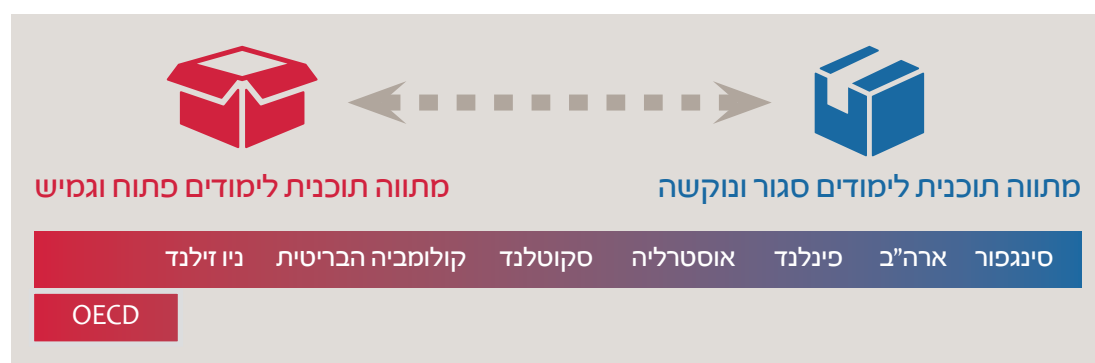 מתווה תוכנית לימודים סגור ונוקשה
מתווה תוכנית לימודים פתוח וגמיש
סינגפור ארה״ב פינלנד אוסטרליה סקוטלנד קולומביה הבריטית ניו זילנד
OECD